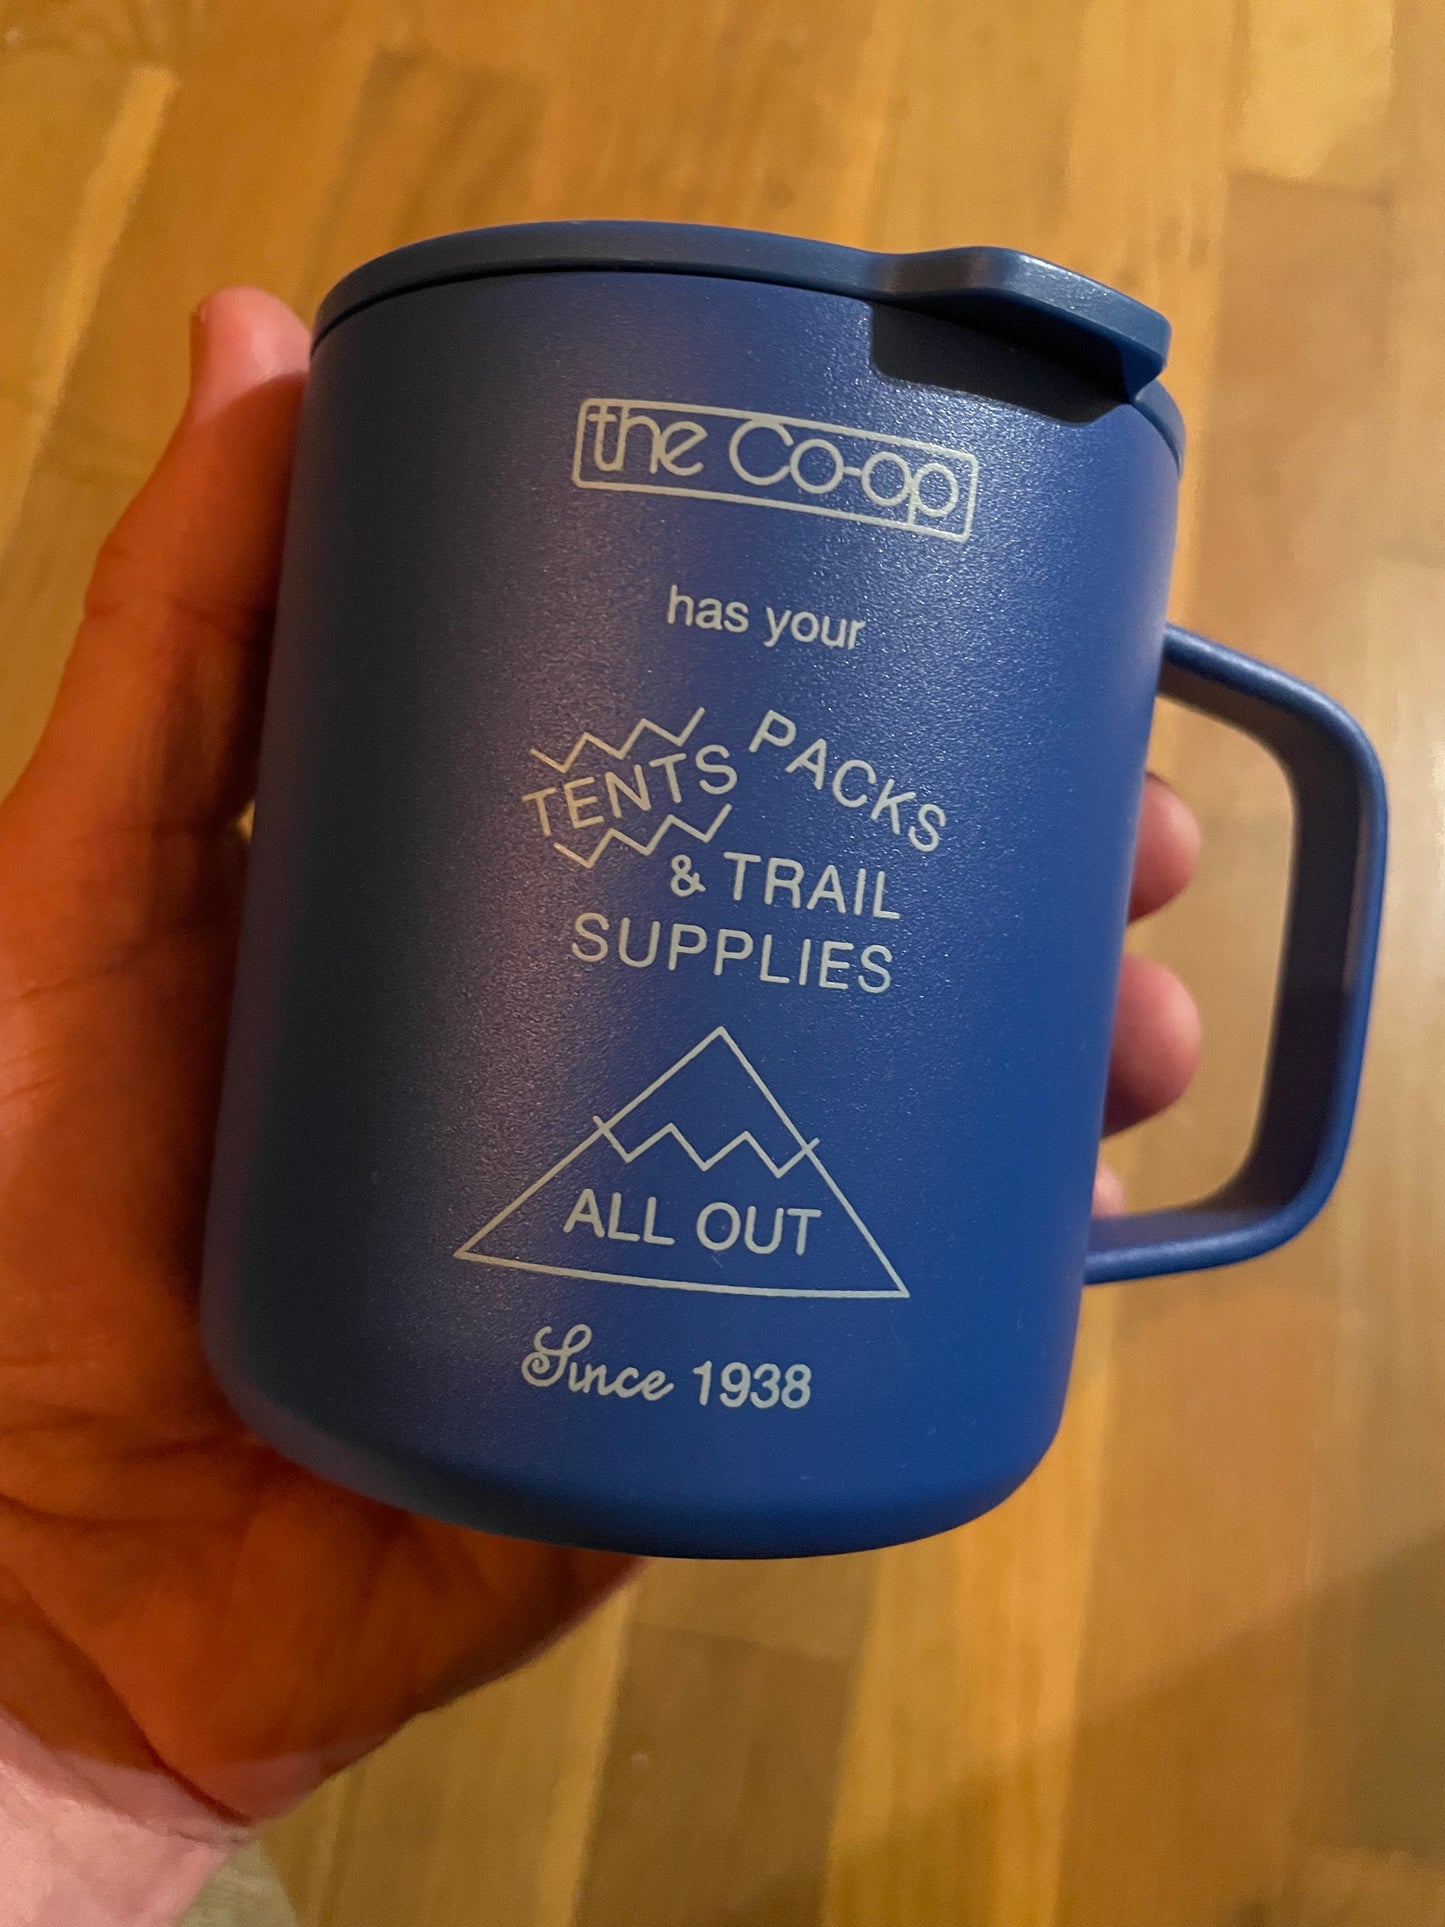 the Co-op
has your
TENTS PACKS
& TRAIL
SUPPLIES
ALL OUT
Since 1938